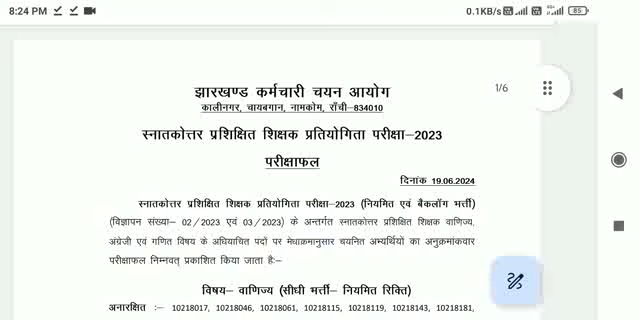 8:24 PM
0.1KB/s
85
1/6
झारखण्ड कर्मचारी चयन आयोग
कालीनगर, चायबगान, नामकोम, राँची-834010
स्नातकोत्तर प्रशिक्षित शिक्षक प्रतियोगिता परीक्षा-2023
परीक्षाफल
दिनांक 19.06.2024
स्नातकोत्तर प्रशिक्षित शिक्षक प्रतियोगिता परीक्षा-2023 (नियमित एवं बैकलॉग भर्ती)
(विज्ञापन संख्या- 02/2023 एवं 03/2023) के अन्तर्गत स्नातकोत्तर प्रशिक्षित शिक्षक वाणिज्य,
अंग्रेजी एवं गणित विषय के अधियाचित पदों पर मेधाक्रमानुसार चयनित अभ्यर्थियों का अनुक्रमांकवार
परीक्षाफल निम्नवत् प्रकाशित किया जाता है:-
विषय- वाणिज्य (सीधी भर्ती- नियमित रिक्ति)
अनारक्षित :- 10218017, 10218046, 10218061, 10218115, 10218119, 10218143, 10218181,